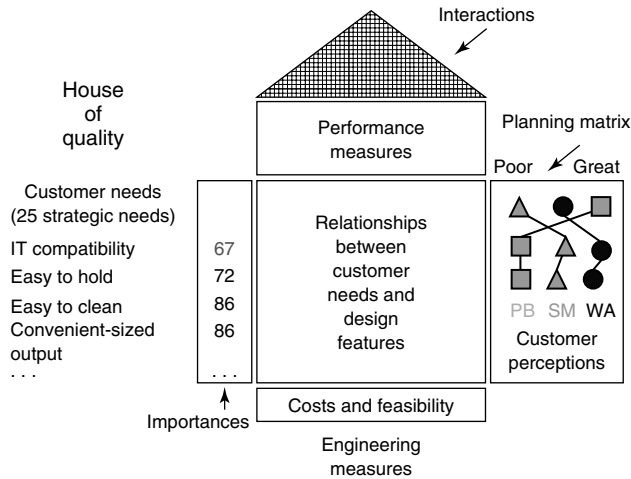 Interactions
House
of
quality
Performance
measures
Planning matrix
Poor Great
Customer needs
(25 strategic needs)
IT compatibility 67
Easy to hold 72
Easy to clean 86
Convenient-sized 86
output
. . . . . .
Relationships
between
customer
needs and
design
features
PB SM WA
Customer
perceptions
Importances
Costs and feasibility
Engineering
measures